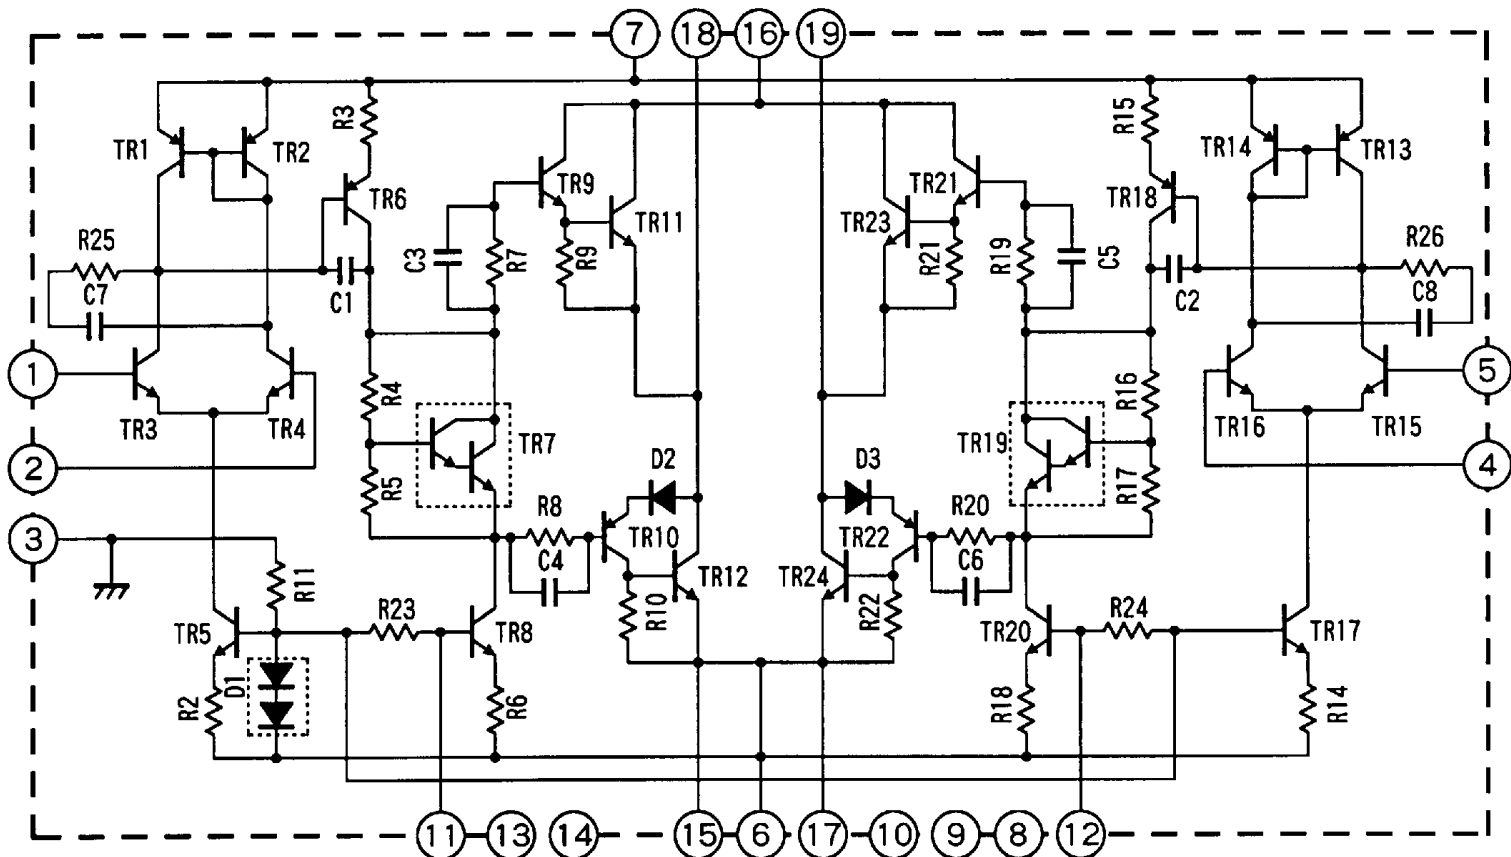 7 18 16 19
R3 R15
TR1 TR2 TR14 TR13
TR6 TR9 TR21 TR18
TR11 TR23
R25 C3 R7 R9 R21 R19 C5 R26
C7 C1 C2 C8
1 5
R4 R16
TR3 TR4 TR7 TR19 TR16 TR15
2 D2 D3 4
R5 R8 R20 R17
3 TR10 TR22
C4 C6
R11 TR12 TR24
R23 R10 R22 R24
TR5 TR8 TR20 TR17
R2 D1 R6 R18 R14
11 13 14 15 6 17 10 9 8 12